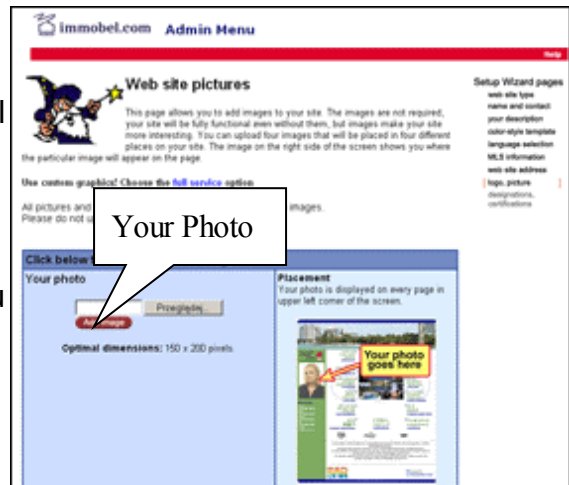 immobel.com Admin Menu
Help
Web site pictures
This page allows you to add images to your site. The images are not required,
your site will be fully functional even without them, but images make your site
more interesting. You can upload four images that will be placed in four different
places on your site. The image on the right side of the screen shows you where
the particular image will appear on the page.
Use custom graphics! Choose the full service option
All pictures and images.
Please do not u
Your Photo
Click below
Your photo
Przeglądaj...
Add image
Optimal dimensions: 150 x 200 pixels
Placement
Your photo is displayed on every page in
upper left corner of the screen.
Your photo
goes here
Setup Wizard pages
web site type
name and contact
your description
color-style template
language selection
MLS information
web site address
[ logo, picture ]
designations,
certifications